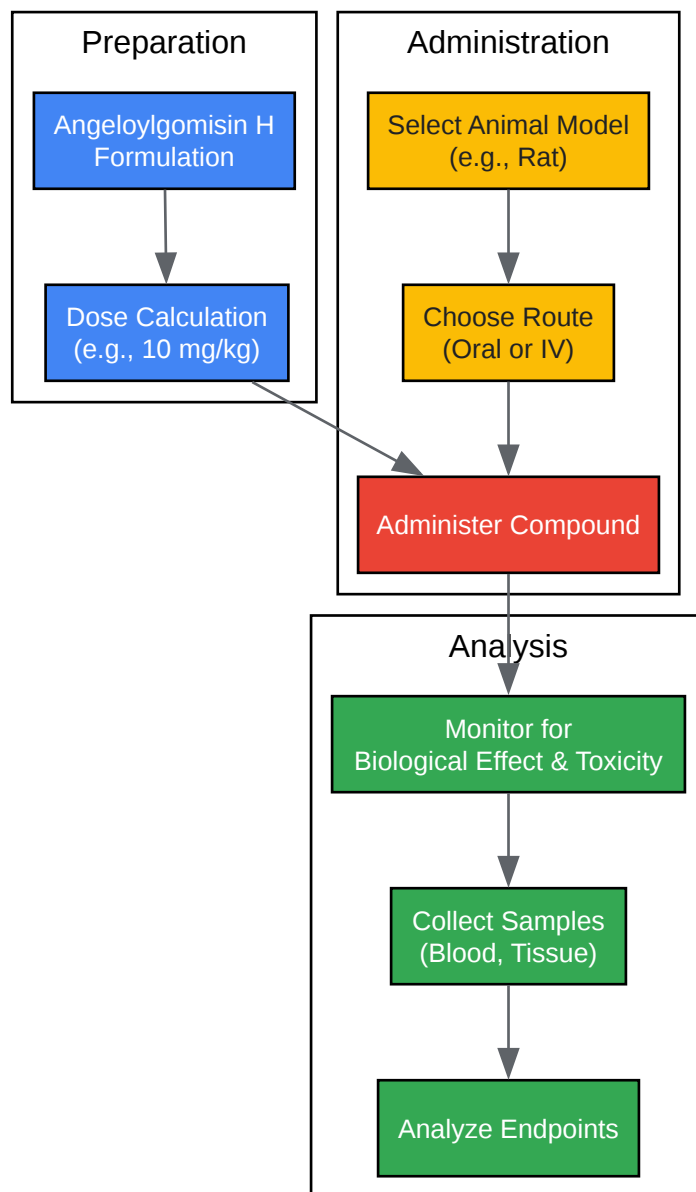 Preparation
Angeloylgomisin H
Formulation
Dose Calculation
(e.g., 10 mg/kg)
Administration
Select Animal Model
(e.g., Rat)
Choose Route
(Oral or IV)
Administer Compound
Analysis
Monitor for
Biological Effect & Toxicity
Collect Samples
(Blood, Tissue)
Analyze Endpoints